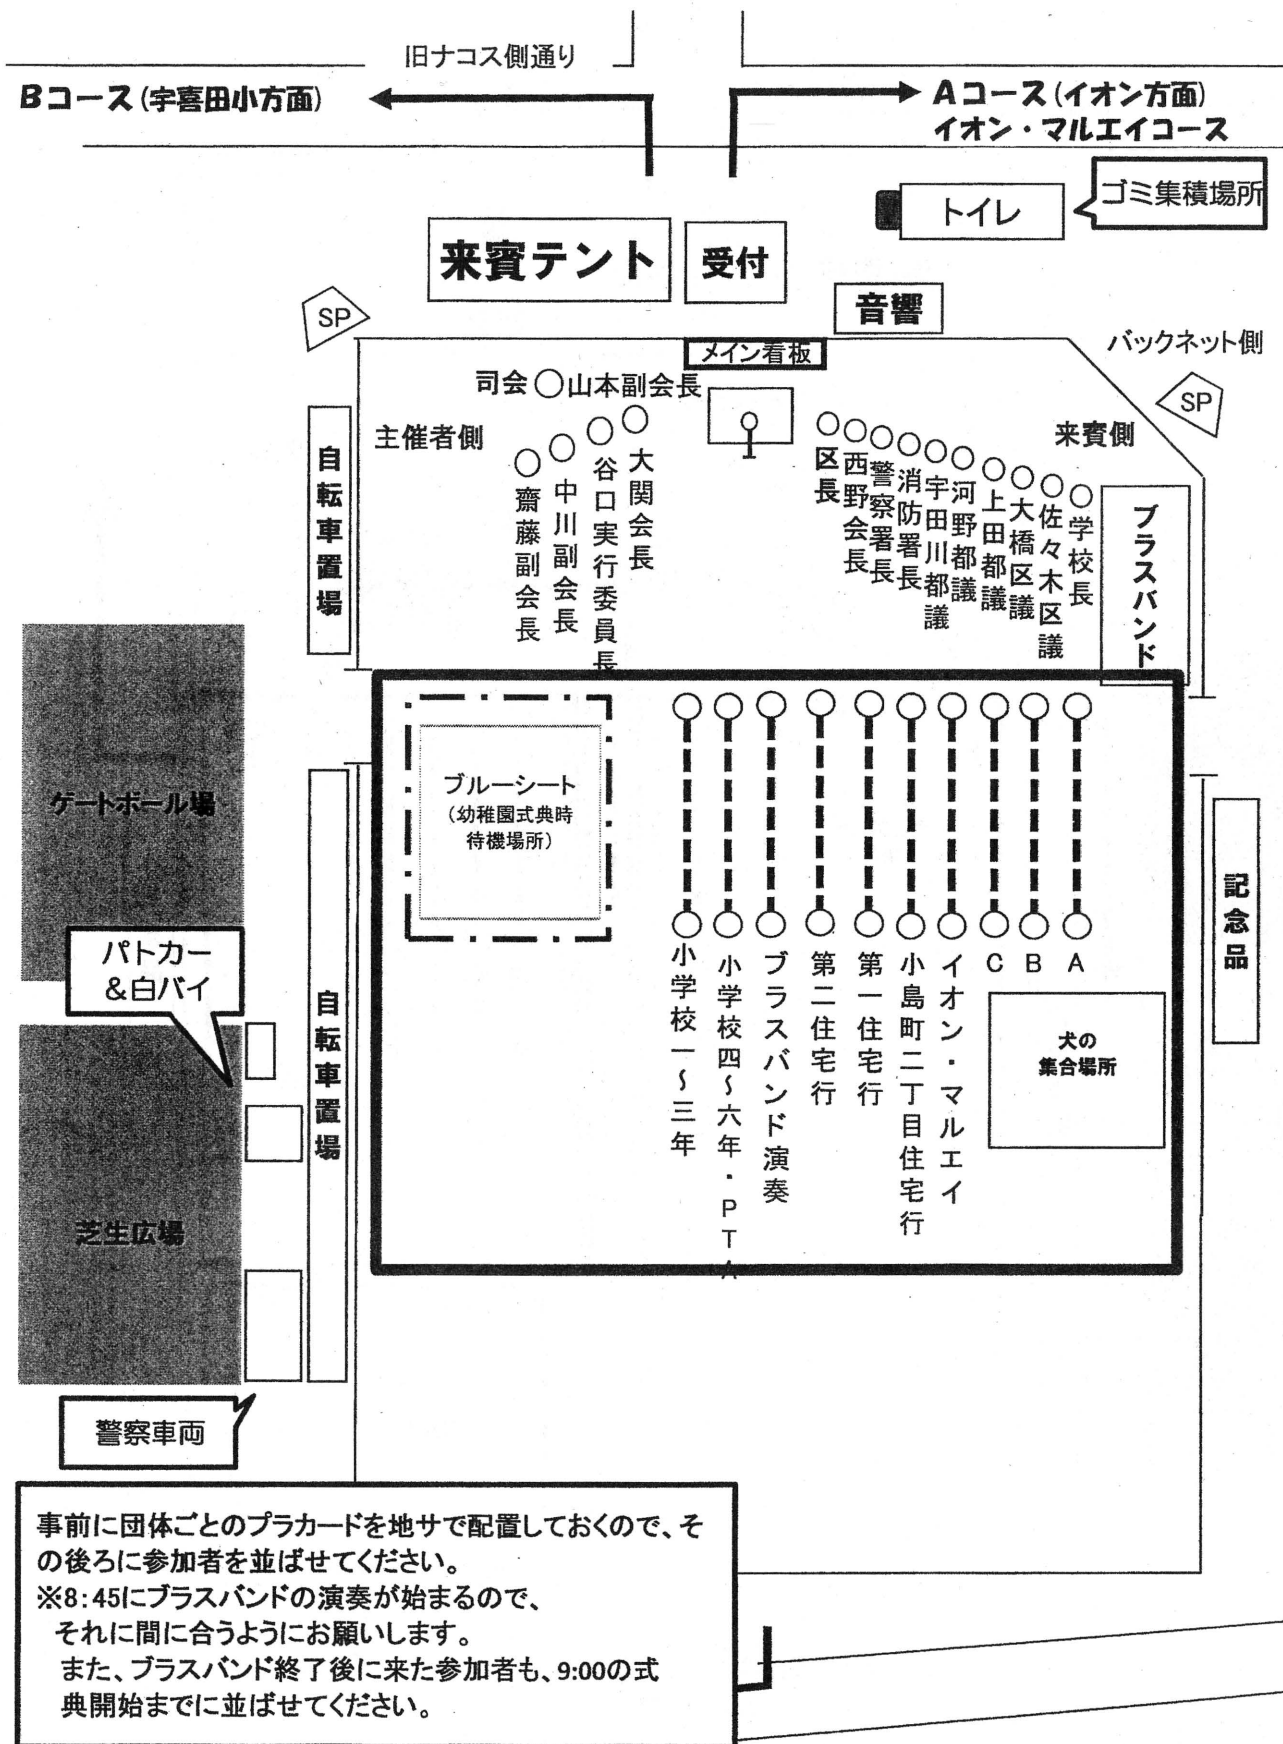 旧ナコス側通り
Bコース(宇喜田小方面)
Aコース(イオン方面)
イオン・マルエイコース
トイレ
ゴミ集積場所
来賓テント
受付
音響
SP
メイン看板
バックネット側
SP
司会
山本副会長
主催者側
来賓側
齋藤副会長
中川副会長
谷口実行委員長
大関会長
区長
西野会長
警察署長
消防署長
宇田川都議
河野都議
上田都議
大橋区議
佐々木区議
学校長
自転車置場
ブラスバンド
ゲートボール場
ブルーシート
(幼稚園式典時
待機場所)
小学校一~三年
小学校四~六年・PTA
ブラスバンド演奏
第二住宅行
第一住宅行
小島町二丁目住宅行
イオン・マルエイ
C
B
A
記念品
犬の
集合場所
パトカー
&白バイ
自転車置場
芝生広場
警察車両
事前に団体ごとのプラカードを地サで配置しておくので、そ
の後ろに参加者を並ばせてください。
※8:45にブラスバンドの演奏が始まるので、
それに間に合うようにお願いします。
また、ブラスバンド終了後に来た参加者も、9:00の式
典開始までに並ばせてください。